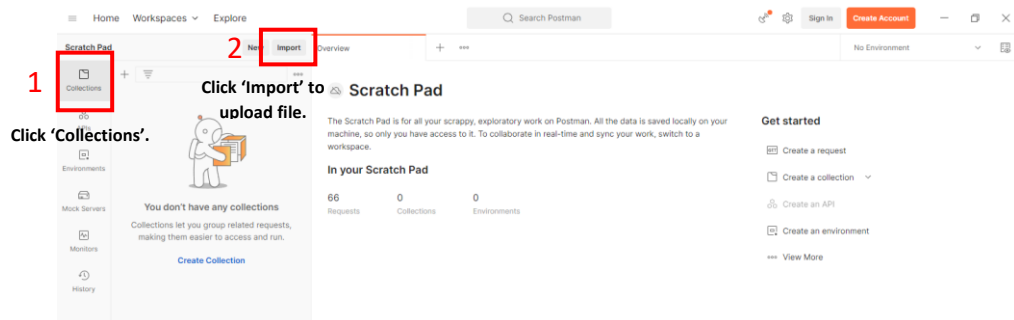 Home Workspaces Explore Search Postman Sign In Create Account
Scratch Pad New Import Overview No Environment
1
2
Collections
Click 'Collections'.
Click 'Import' to
upload file.
APIs
Environments
Mock Servers
Monitors
History
You don't have any collections
Collections let you group related requests,
making them easier to access and run.
Create Collection
Scratch Pad
The Scratch Pad is for all your scrappy, exploratory work on Postman. All the data is saved locally on your
machine, so only you have access to it. To collaborate in real-time and sync your work, switch to a
workspace.
In your Scratch Pad
66 0 0
Requests Collections Environments
Get started
GET Create a request
Create a collection
Create an API
Create an environment
View More